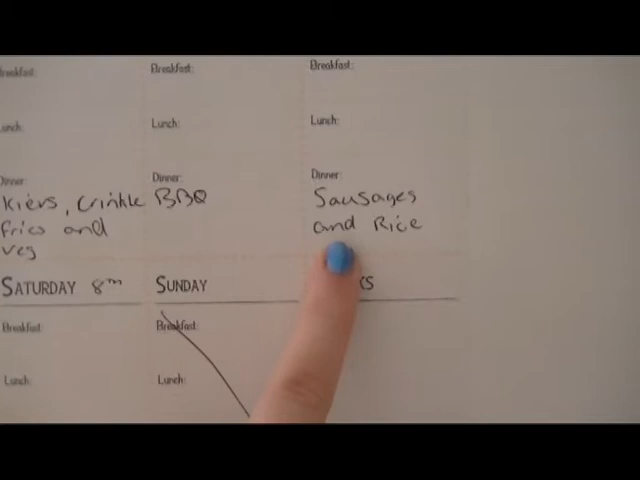 Breakfast:
Breakfast:
Breakfast:
Lunch:
Lunch:
Lunch:
Dinner:
Dinner:
Dinner:
Kievs, Crinkle
fries and
veg
BBQ
Sausages
and Rice
SATURDAY 8TH
SUNDAY
Breakfast:
Breakfast:
Lunch:
Lunch: